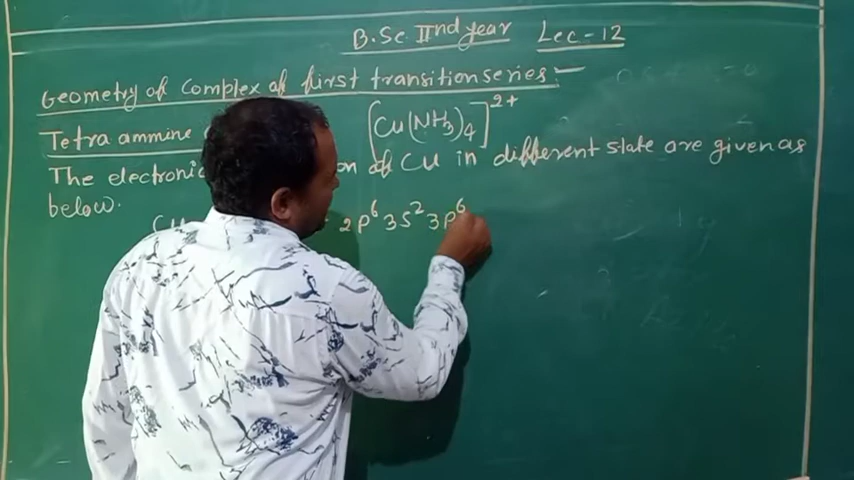 B.Sc IInd year Lec-12
Geometry of Complex of first transition series:-
Tetra ammine [Cu(NH3)4]2+
The electronic of Cu in different state are given as
below.
2p6 3s2 3p6